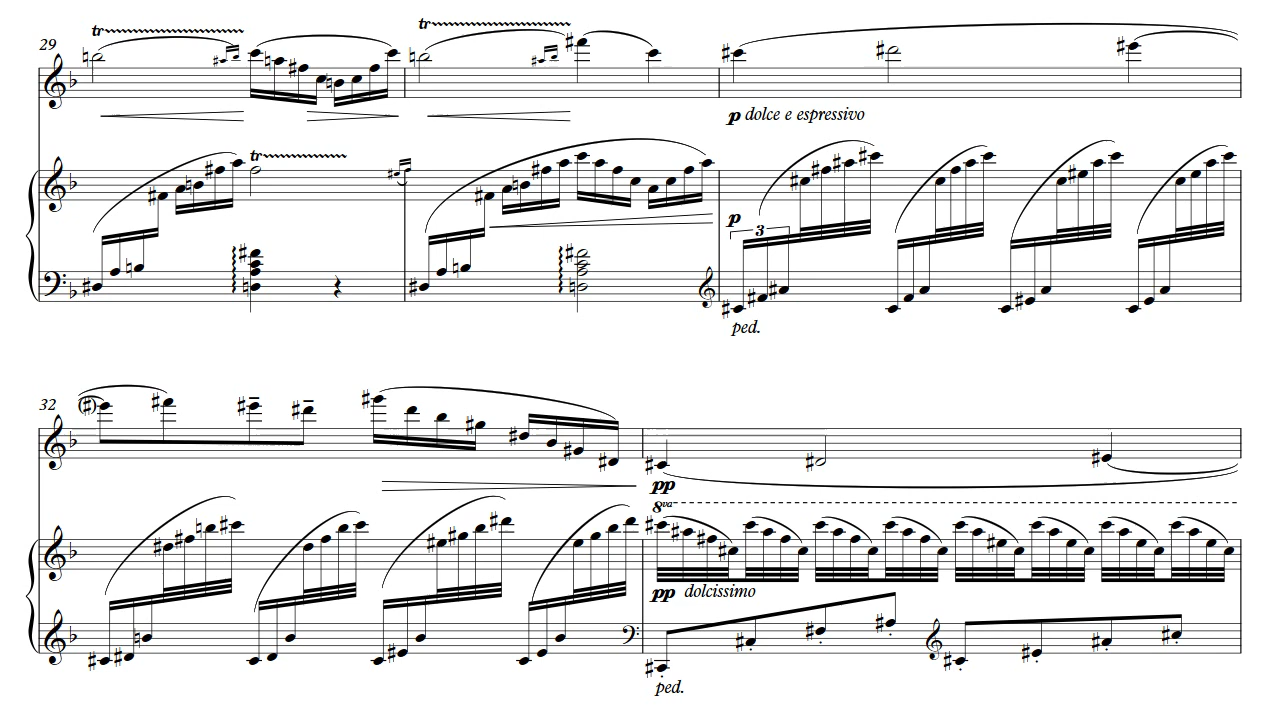 29 tr tr
tr
p dolce e espressivo
p
3
ped.
32
pp
8va
pp dolcissimo
ped.